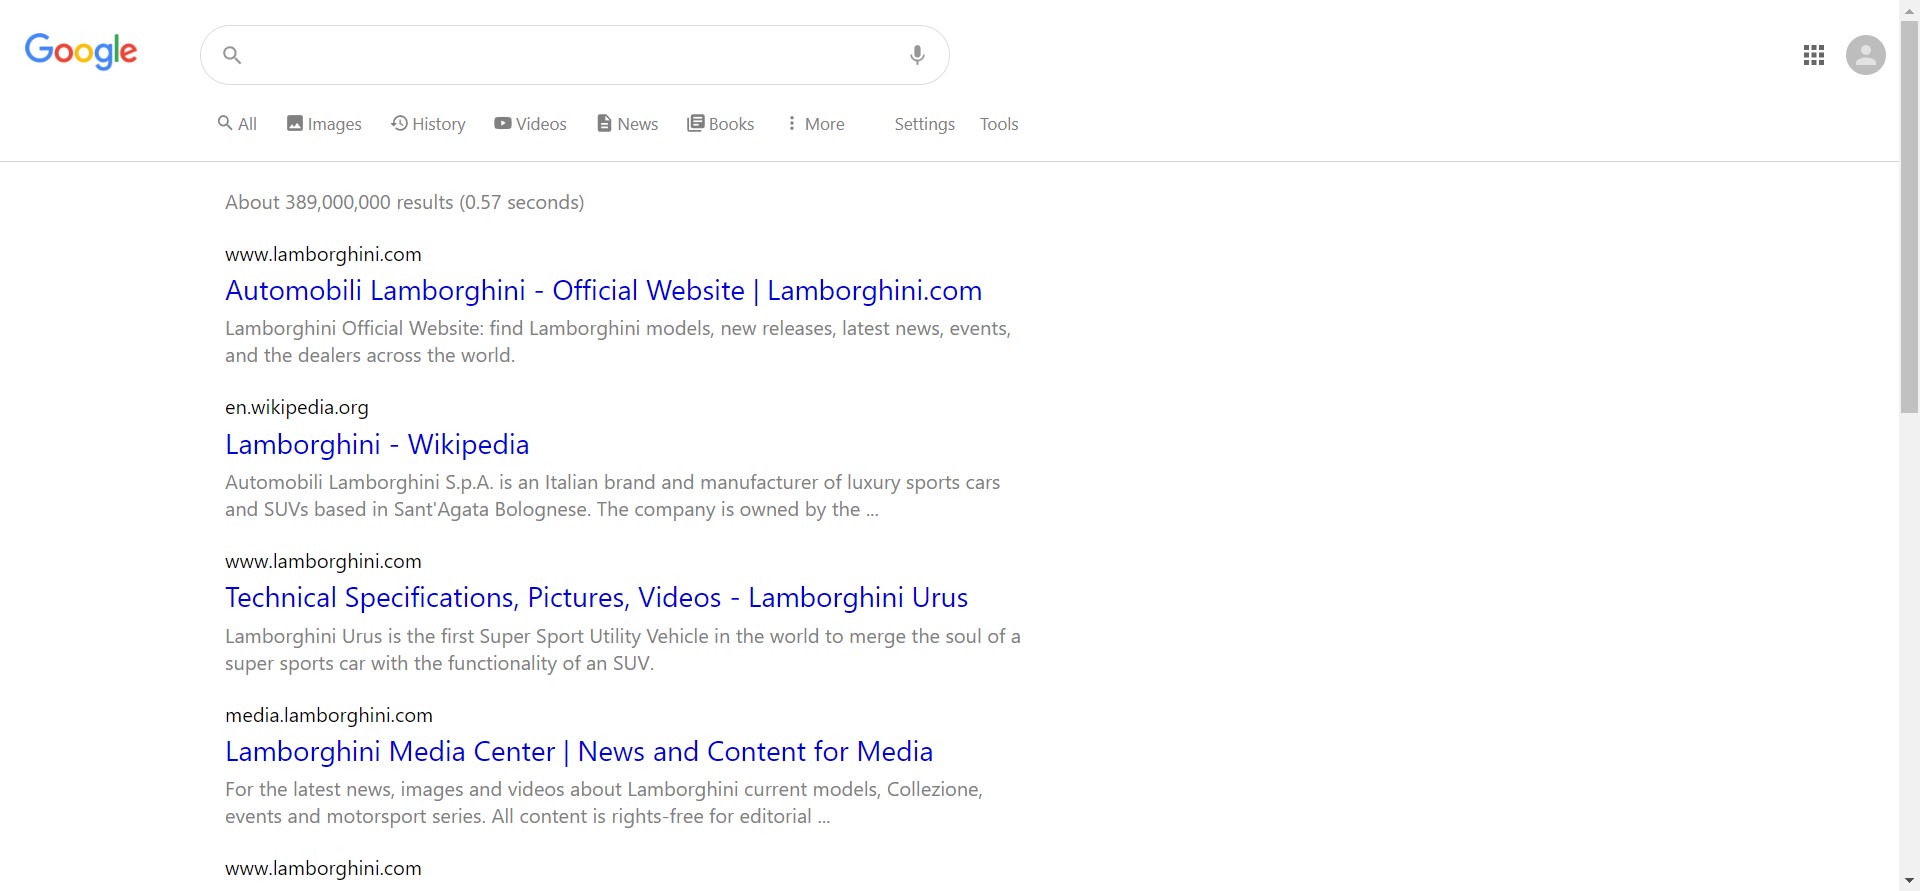 Google
All Images History Videos News Books More Settings Tools
About 389,000,000 results (0.57 seconds)
www.lamborghini.com
Automobili Lamborghini - Official Website | Lamborghini.com
Lamborghini Official Website: find Lamborghini models, new releases, latest news, events,
and the dealers across the world.
en.wikipedia.org
Lamborghini - Wikipedia
Automobili Lamborghini S.p.A. is an Italian brand and manufacturer of luxury sports cars
and SUVs based in Sant'Agata Bolognese. The company is owned by the ...
www.lamborghini.com
Technical Specifications, Pictures, Videos - Lamborghini Urus
Lamborghini Urus is the first Super Sport Utility Vehicle in the world to merge the soul of a
super sports car with the functionality of an SUV.
media.lamborghini.com
Lamborghini Media Center | News and Content for Media
For the latest news, images and videos about Lamborghini current models, Collezione,
events and motorsport series. All content is rights-free for editorial ...
www.lamborghini.com